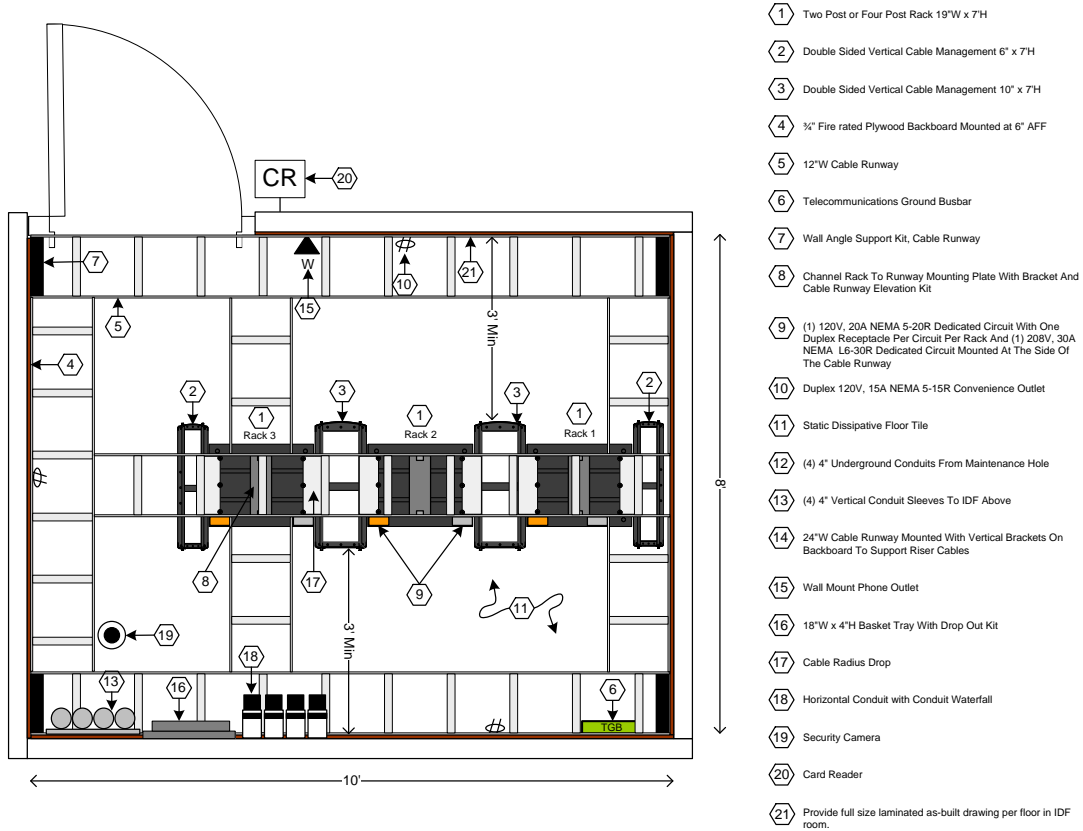 CR
20
7
W
10
21
15
5
3' Min
4
2
3
1
Rack 3
1
Rack 2
3
1
Rack 1
2
8'
8
17
9
11
19
3' Min
18
13
16
6
TGB
10'
1 Two Post or Four Post Rack 19"W x 7'H
2 Double Sided Vertical Cable Management 6" x 7'H
3 Double Sided Vertical Cable Management 10" x 7'H
4 ¾" Fire rated Plywood Backboard Mounted at 6" AFF
5 12"W Cable Runway
6 Telecommunications Ground Busbar
7 Wall Angle Support Kit, Cable Runway
8 Channel Rack To Runway Mounting Plate With Bracket And
Cable Runway Elevation Kit
9 (1) 120V, 20A NEMA 5-20R Dedicated Circuit With One
Duplex Receptacle Per Circuit Per Rack And (1) 208V, 30A
NEMA L6-30R Dedicated Circuit Mounted At The Side Of
The Cable Runway
10 Duplex 120V, 15A NEMA 5-15R Convenience Outlet
11 Static Dissipative Floor Tile
12 (4) 4" Underground Conduits From Maintenance Hole
13 (4) 4" Vertical Conduit Sleeves To IDF Above
14 24"W Cable Runway Mounted With Vertical Brackets On
Backboard To Support Riser Cables
15 Wall Mount Phone Outlet
16 18"W x 4"H Basket Tray With Drop Out Kit
17 Cable Radius Drop
18 Horizontal Conduit with Conduit Waterfall
19 Security Camera
20 Card Reader
21 Provide full size laminated as-built drawing per floor in IDF
room.